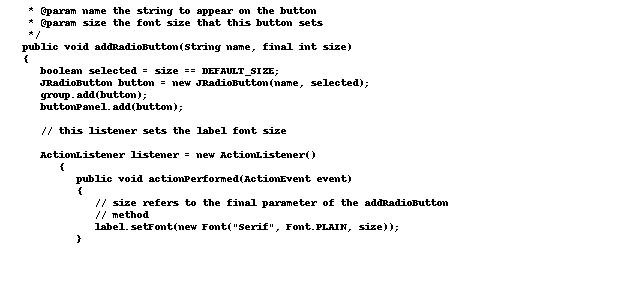 * @param name the string to appear on the button
* @param size the font size that this button sets
*/
public void addRadioButton(String name, final int size)
{
boolean selected = size == DEFAULT_SIZE;
JRadioButton button = new JRadioButton(name, selected);
group.add(button);
buttonPanel.add(button);
// this listener sets the label font size
ActionListener listener = new ActionListener()
{
public void actionPerformed(ActionEvent event)
{
// size refers to the final parameter of the addRadioButton
// method
label.setFont(new Font("Serif", Font.PLAIN, size));
}